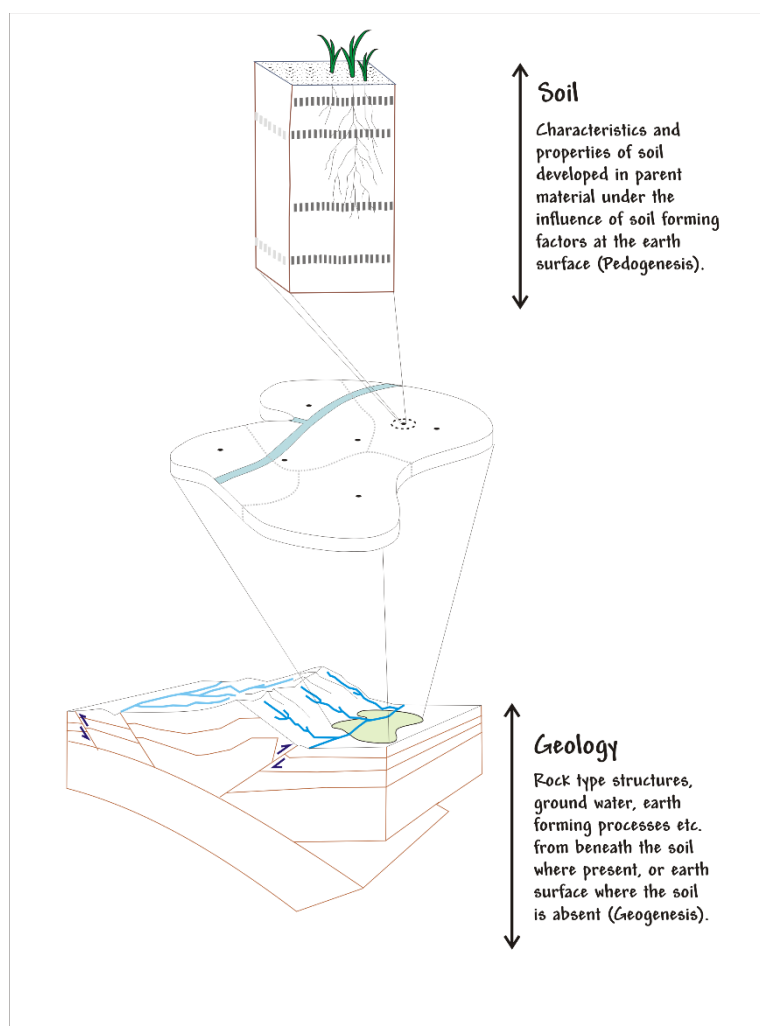 Soil
Characteristics and
properties of soil
developed in parent
material under the
influence of soil forming
factors at the earth
surface (Pedogenesis).
Geology
Rock type structures,
ground water, earth
forming processes etc.
from beneath the soil
where present, or earth
surface where the soil
is absent (Geogenesis).